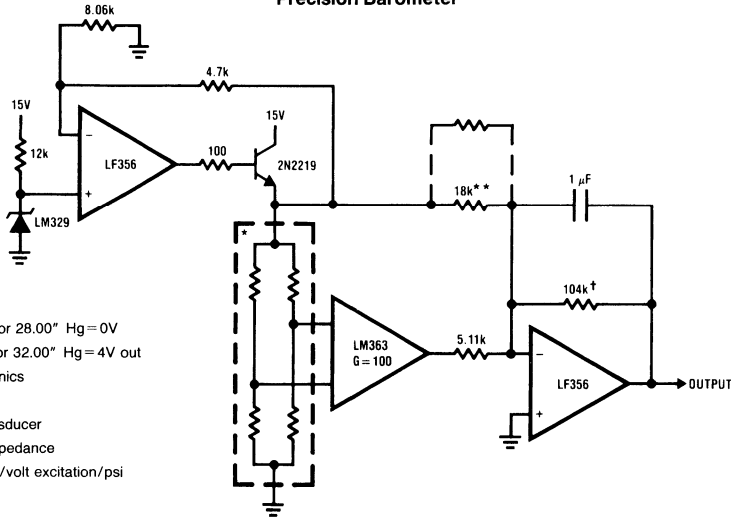 Precision Barometer
8.06k
4.7k
15V
15V
12k
LF356
100
2N2219
LM329
18k**
1 μF
*
104k†
LM363
G=100
5.11k
LF356
OUTPUT
or 28.00" Hg=0V
or 32.00" Hg=4V out
nics
sducer
pedance
/volt excitation/psi
− + − +